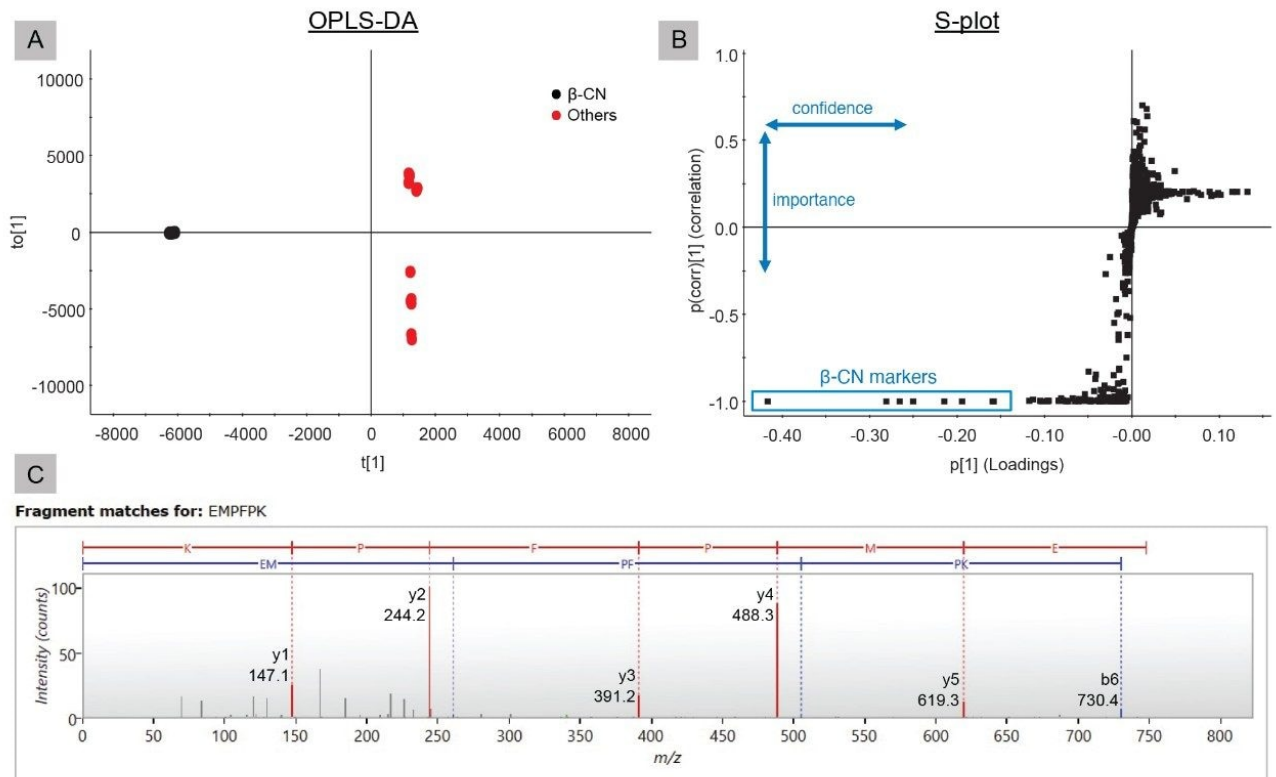 A
OPLS-DA
to[1]
10000
5000
0
-5000
-10000
β-CN
Others
-8000 -6000 -4000 -2000 0 2000 4000 6000 8000
t[1]
B
S-plot
p(corr)[1] (correlation)
1.0
0.5
0.0
-0.5
-1.0
confidence
importance
β-CN markers
-0.40 -0.30 -0.20 -0.10 -0.00 0.10
p[1] (Loadings)
C
Fragment matches for: EMPFPK
K P F P M E
EM PF PK
Intensity (counts)
100
50
0
y1
147.1
y2
244.2
y3
391.2
y4
488.3
y5
619.3
b6
730.4
0 50 100 150 200 250 300 350 400 450 500 550 600 650 700 750 800
m/z